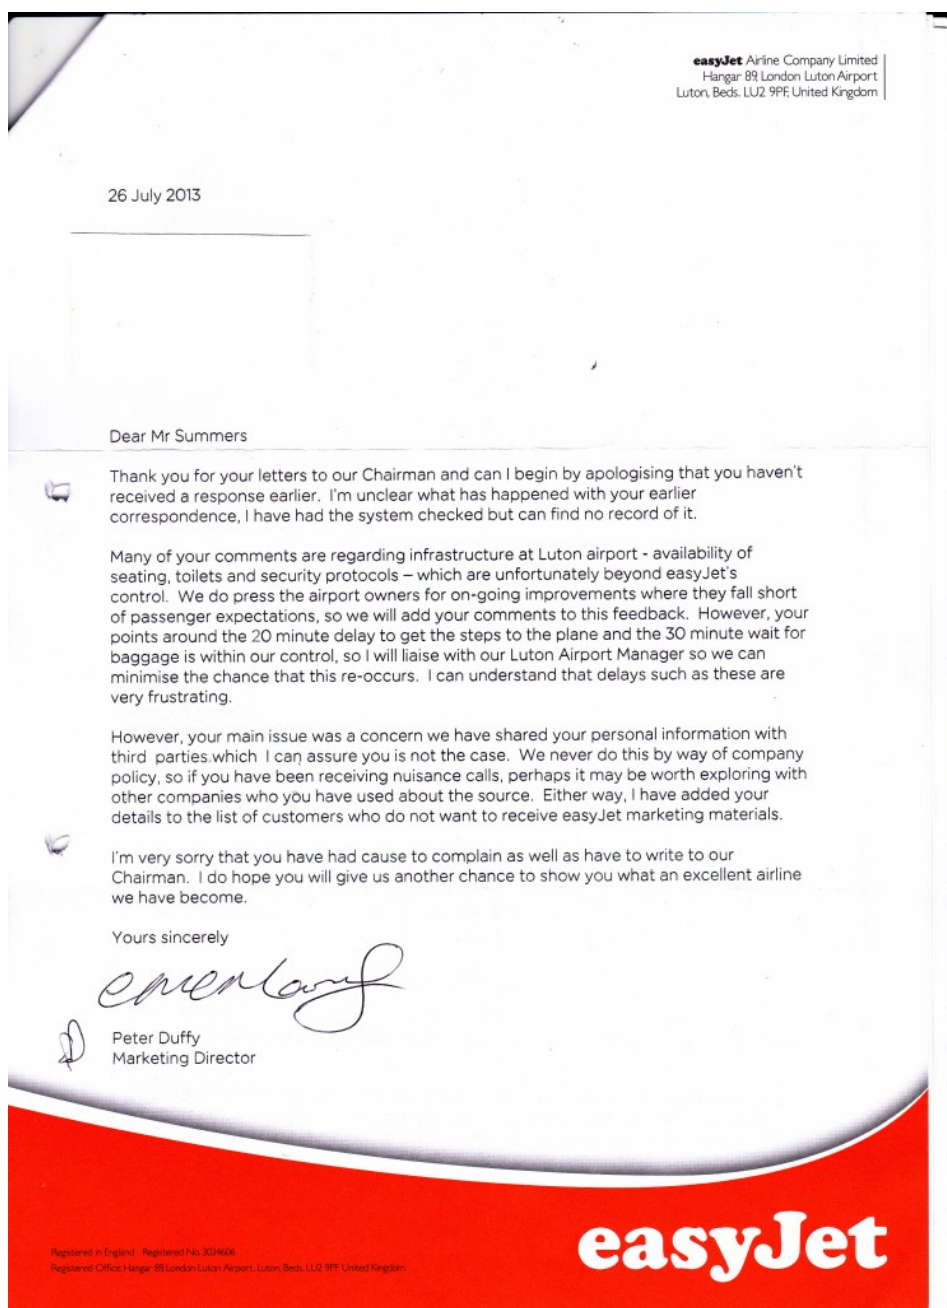 easyJet Airline Company Limited
Hangar 89, London Luton Airport
Luton, Beds. LU2 9PF, United Kingdom
26 July 2013
Dear Mr Summers
Thank you for your letters to our Chairman and can I begin by apologising that you haven't
received a response earlier. I'm unclear what has happened with your earlier
correspondence, I have had the system checked but can find no record of it.
Many of your comments are regarding infrastructure at Luton airport - availability of
seating, toilets and security protocols – which are unfortunately beyond easyJet's
control. We do press the airport owners for on-going improvements where they fall short
of passenger expectations, so we will add your comments to this feedback. However, your
points around the 20 minute delay to get the steps to the plane and the 30 minute wait for
baggage is within our control, so I will liaise with our Luton Airport Manager so we can
minimise the chance that this re-occurs. I can understand that delays such as these are
very frustrating.
However, your main issue was a concern we have shared your personal information with
third parties which I can assure you is not the case. We never do this by way of company
policy, so if you have been receiving nuisance calls, perhaps it may be worth exploring with
other companies who you have used about the source. Either way, I have added your
details to the list of customers who do not want to receive easyJet marketing materials.
I'm very sorry that you have had cause to complain as well as have to write to our
Chairman. I do hope you will give us another chance to show you what an excellent airline
we have become.
Yours sincerely
Peter Duffy
Marketing Director
easyJet
Registered in England Registered No. 3034606
Registered Office: Hangar 89, London Luton Airport, Luton, Beds. LU2 9PF United Kingdom